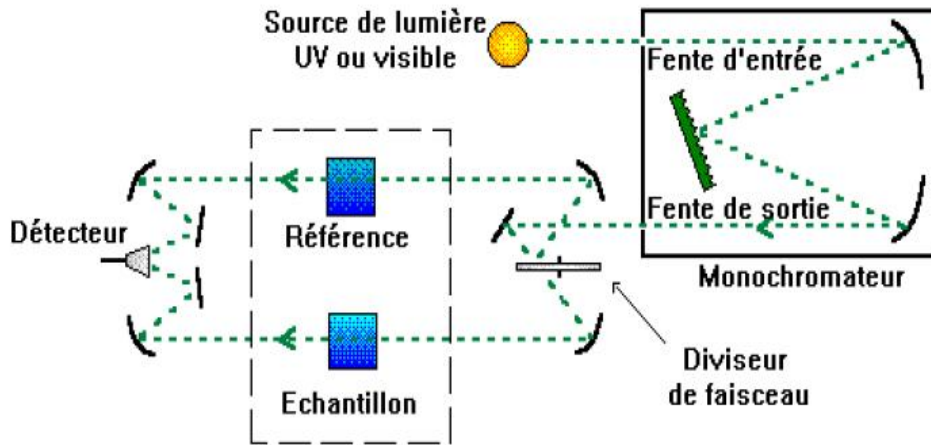 Source de lumière
UV ou visible
Fente d'entrée
Fente de sortie
Monochromateur
Détecteur
Référence
Echantillon
Diviseur
de faisceau